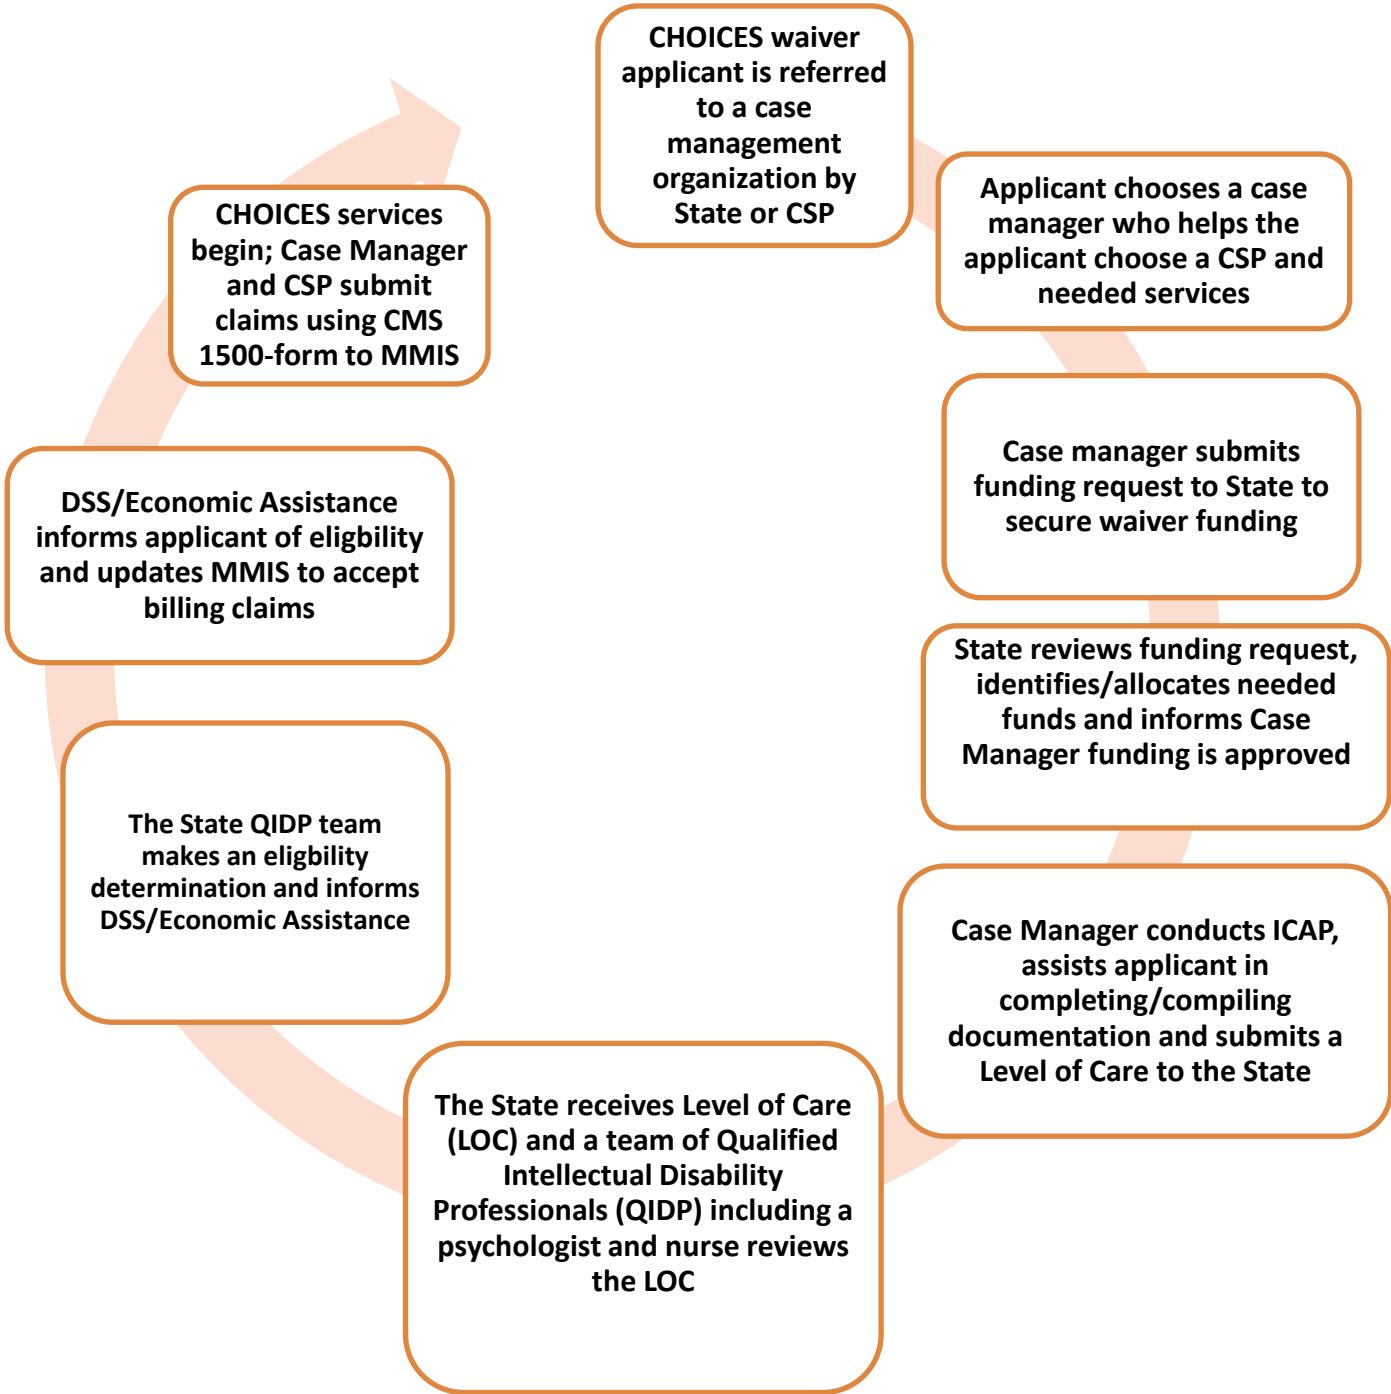 CHOICES waiver
applicant is referred
to a case
management
organization by
State or CSP
Applicant chooses a case
manager who helps the
applicant choose a CSP and
needed services
Case manager submits
funding request to State to
secure waiver funding
State reviews funding request,
identifies/allocates needed
funds and informs Case
Manager funding is approved
Case Manager conducts ICAP,
assists applicant in
completing/compiling
documentation and submits a
Level of Care to the State
The State receives Level of Care
(LOC) and a team of Qualified
Intellectual Disability
Professionals (QIDP) including a
psychologist and nurse reviews
the LOC
The State QIDP team
makes an eligbility
determination and informs
DSS/Economic Assistance
DSS/Economic Assistance
informs applicant of eligbility
and updates MMIS to accept
billing claims
CHOICES services
begin; Case Manager
and CSP submit
claims using CMS
1500-form to MMIS